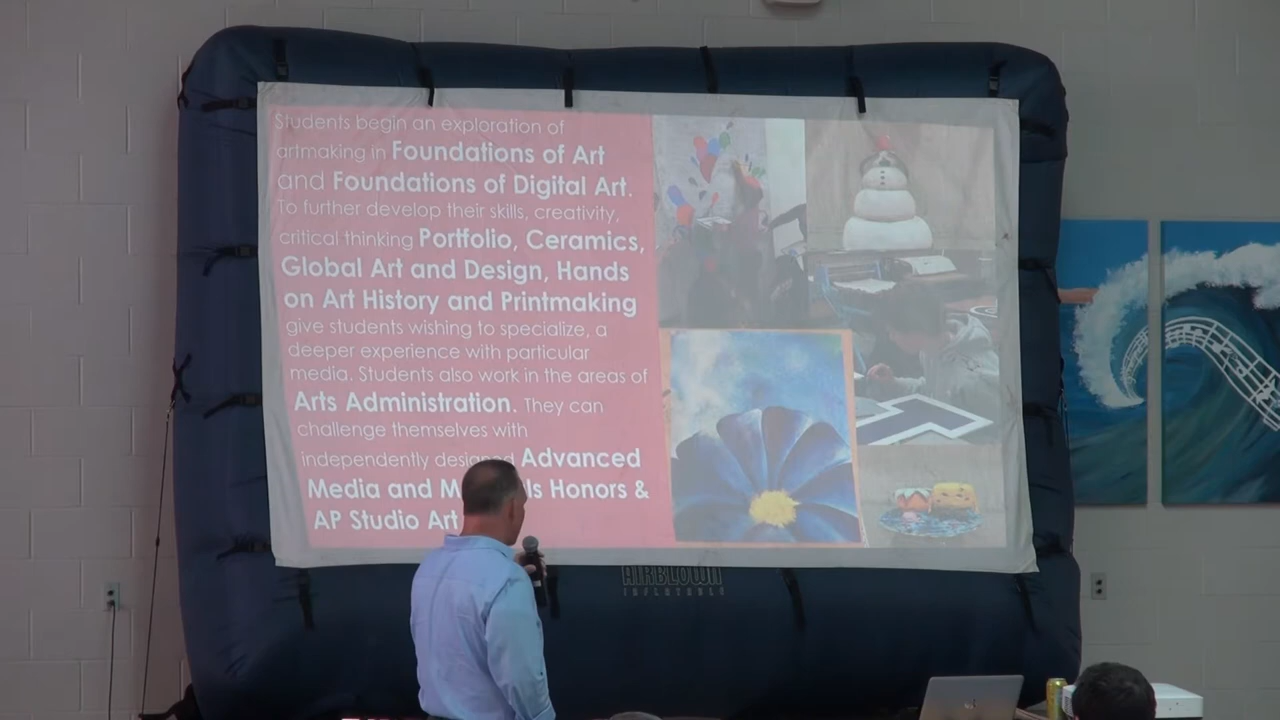 Students begin an exploration of
artmaking in Foundations of Art
and Foundations of Digital Art.
To further develop their skills, creativity,
critical thinking Portfolio, Ceramics,
Global Art and Design, Hands
on Art History and Printmaking
give students wishing to specialize, a
deeper experience with particular
media. Students also work in the areas of
Arts Administration. They can
challenge themselves with
independently designed Advanced
Media and ls Honors &
AP Studio Art
AIRBLOWN
INFLATABLE